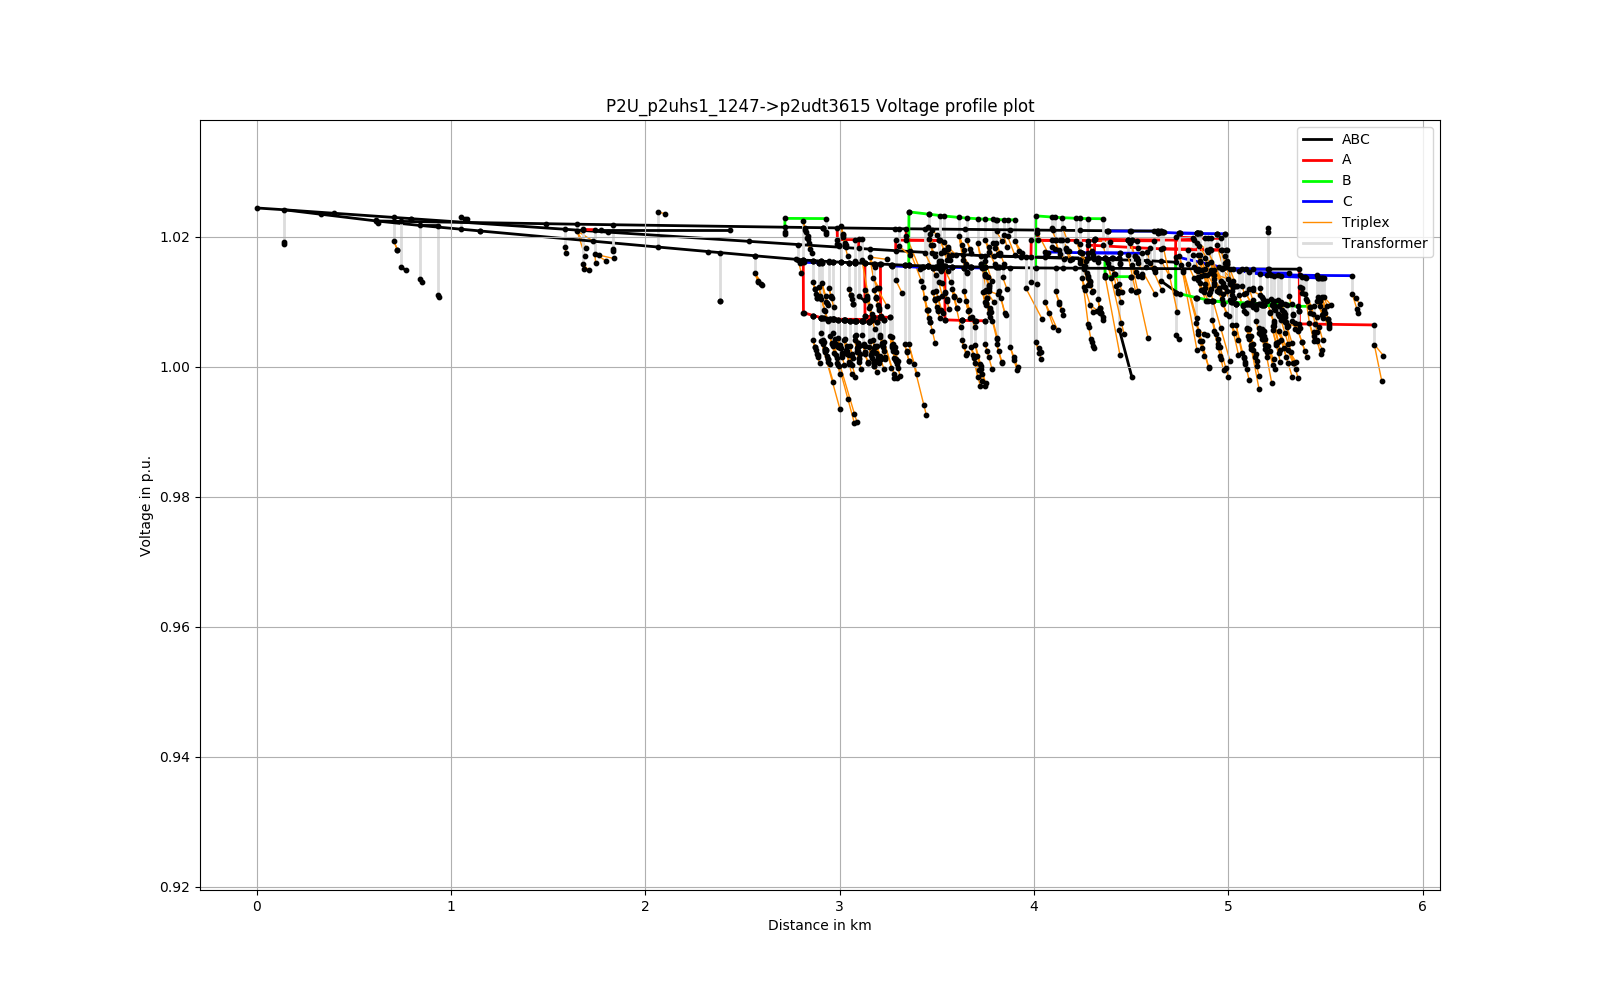 P2U_p2uhs1_1247->p2udt3615 Voltage profile plot
ABC
A
B
C
Triplex
Transformer
Voltage in p.u.
1.02
1.00
0.98
0.96
0.94
0.92
0 1 2 3 4 5 6
Distance in km